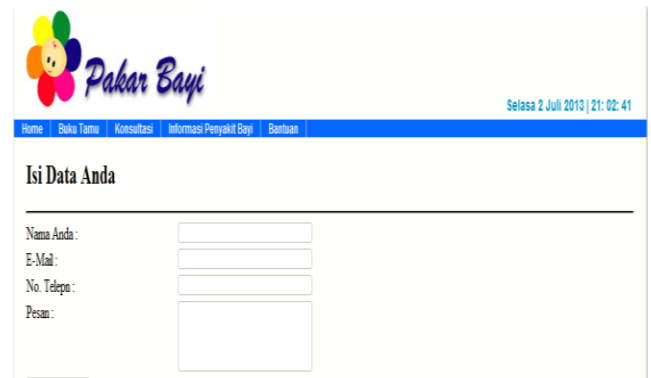 Pakar Bayi
Selasa 2 Juli 2013 | 21: 02: 41
Home Buku Tamu Konsultasi Informasi Penyakit Bayi Bantuan
Isi Data Anda
Nama Anda :
E-Mail :
No. Telepn :
Pesan :